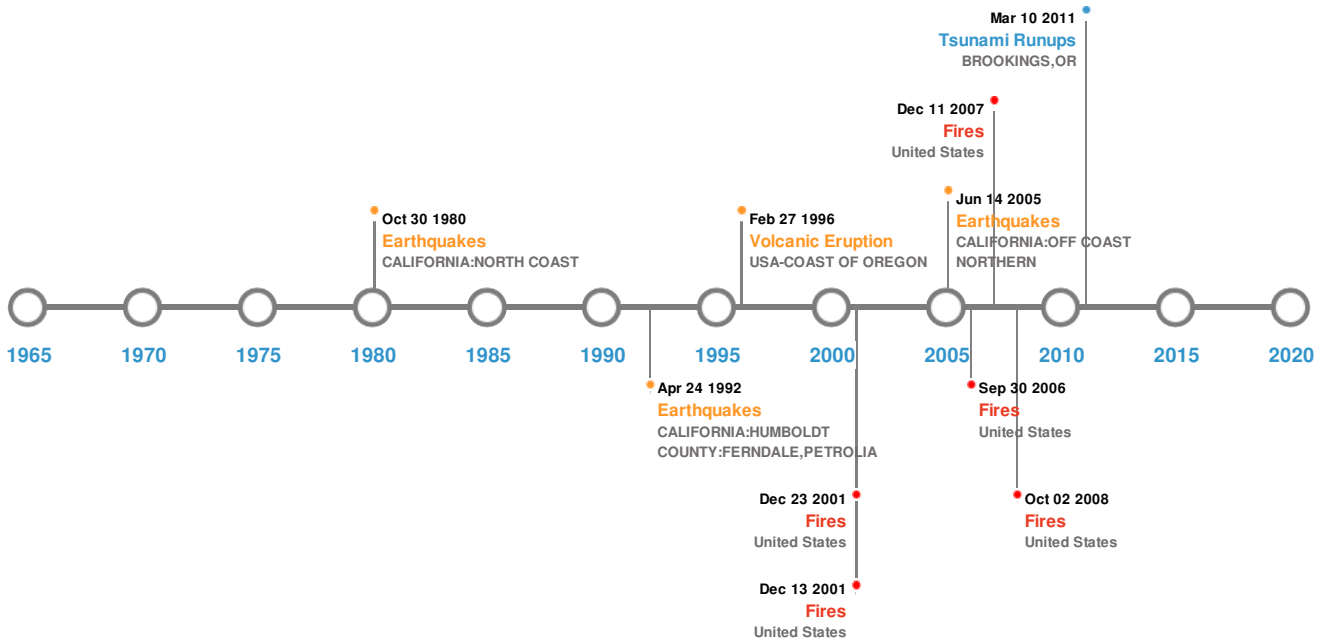 Mar 10 2011
Tsunami Runups
BROOKINGS,OR
Dec 11 2007
Fires
United States
Jun 14 2005
Earthquakes
CALIFORNIA:OFF COAST
NORTHERN
Oct 30 1980
Earthquakes
CALIFORNIA:NORTH COAST
Feb 27 1996
Volcanic Eruption
USA-COAST OF OREGON
1965
1970
1975
1980
1985
1990
1995
2000
2005
2010
2015
2020
Apr 24 1992
Earthquakes
CALIFORNIA:HUMBOLDT
COUNTY:FERNDALE,PETROLIA
Sep 30 2006
Fires
United States
Dec 23 2001
Fires
United States
Oct 02 2008
Fires
United States
Dec 13 2001
Fires
United States